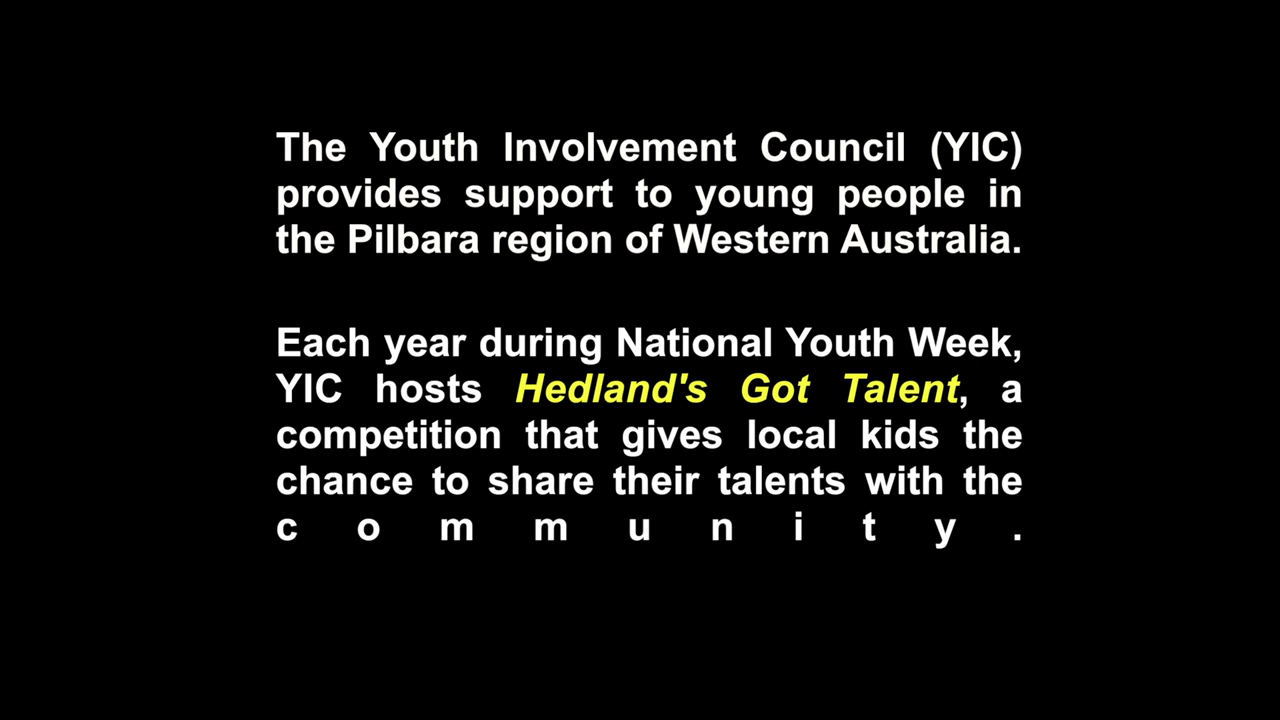 The Youth Involvement Council (YIC)
provides support to young people in
the Pilbara region of Western Australia.
Each year during National Youth Week,
YIC hosts Hedland's Got Talent, a
competition that gives local kids the
chance to share their talents with the
community.